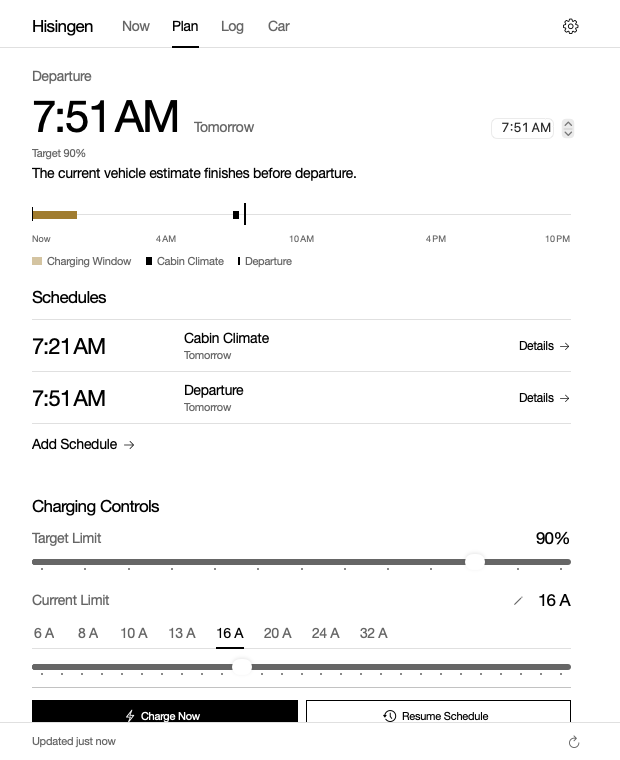 Hisingen Now Plan Log Car
Departure
7:51 AM Tomorrow 7:51 AM
Target 90%
The current vehicle estimate finishes before departure.
Now 4 AM 10 AM 4 PM 10 PM
Charging Window Cabin Climate Departure
Schedules
7:21 AM Cabin Climate Details →
Tomorrow
7:51 AM Departure Details →
Tomorrow
Add Schedule →
Charging Controls
Target Limit 90%
Current Limit 16 A
6 A 8 A 10 A 13 A 16 A 20 A 24 A 32 A
Charge Now Resume Schedule
Updated just now